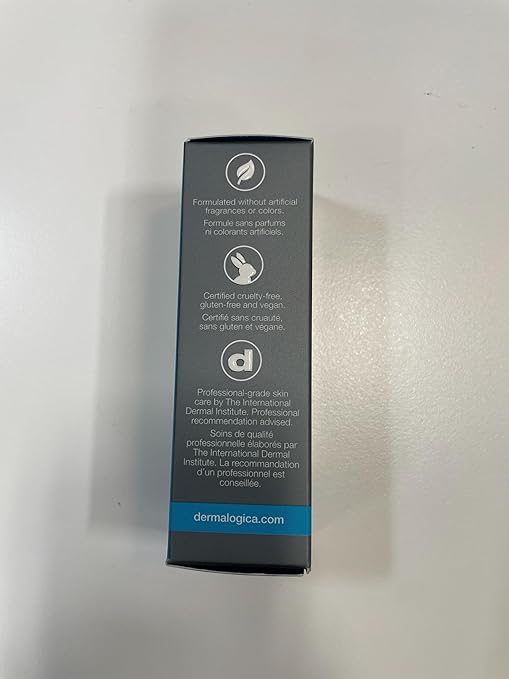 Formulated without artificial
fragrances or colors.
Formule sans parfums
ni colorants artificiels.
Certified cruelty-free,
gluten-free and vegan.
Certifié sans cruauté,
sans gluten et végane.
d
Professional-grade skin
care by The International
Dermal Institute. Professional
recommendation advised.
Soins de qualité
professionnelle élaborés par
The International Dermal
Institute. La recommandation
d'un professionnel est
conseillée.
dermalogica.com